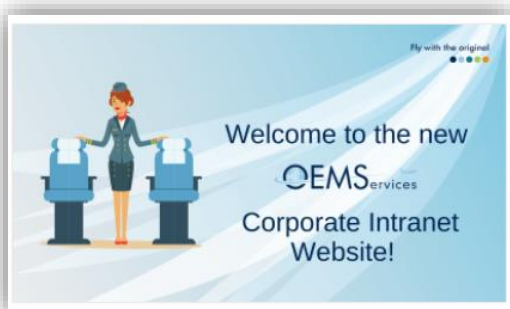 Fly with the original
Welcome to the new
OEMServices
Corporate Intranet
Website!